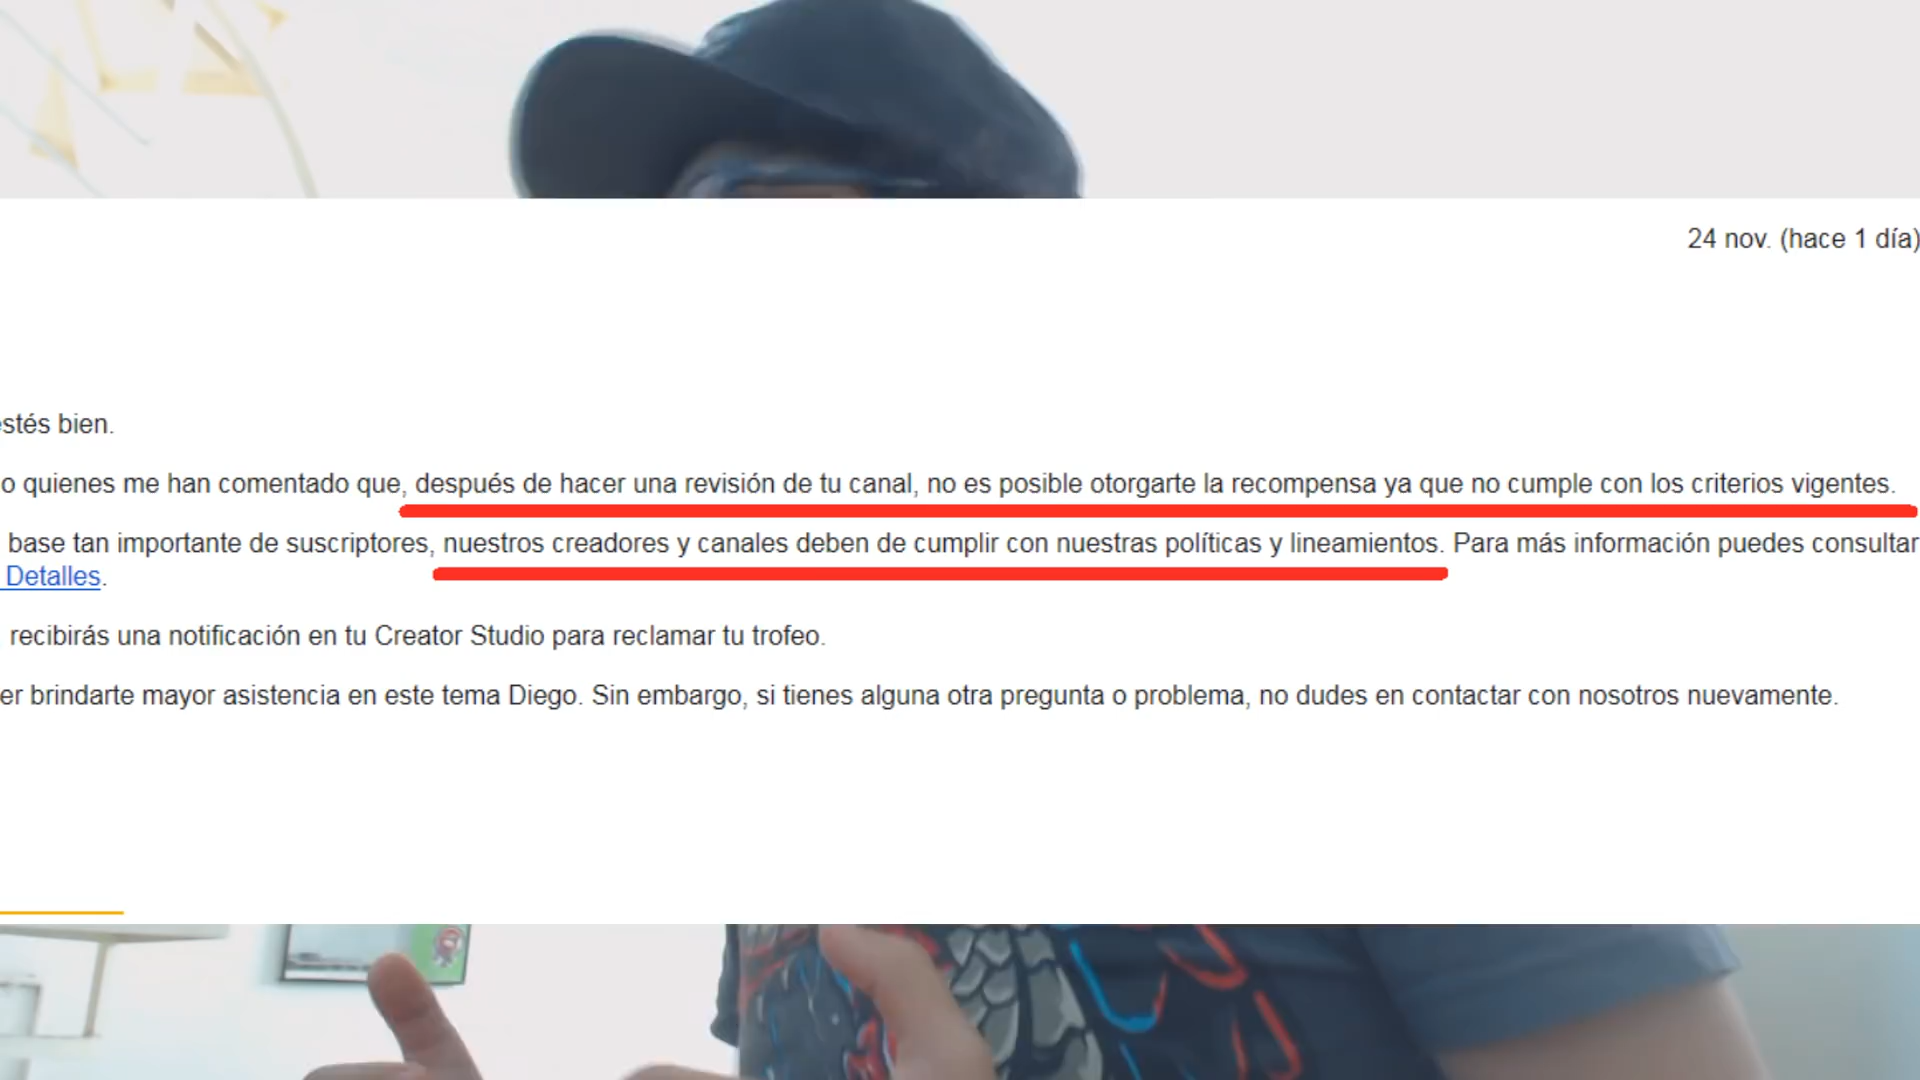 24 nov. (hace 1 día)
estés bien.
o quienes me han comentado que, después de hacer una revisión de tu canal, no es posible otorgarte la recompensa ya que no cumple con los criterios vigentes.
base tan importante de suscriptores, nuestros creadores y canales deben de cumplir con nuestras políticas y lineamientos. Para más información puedes consultar
Detalles.
recibirás una notificación en tu Creator Studio para reclamar tu trofeo.
er brindarte mayor asistencia en este tema Diego. Sin embargo, si tienes alguna otra pregunta o problema, no dudes en contactar con nosotros nuevamente.